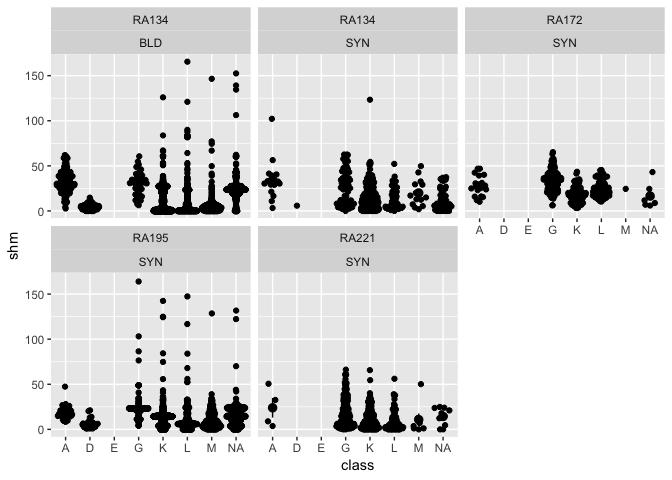 RA134 RA134 RA172
BLD SYN SYN
150
100
50
0
A D E G K L M NA
RA195 RA221
SYN SYN
150
100
50
0
A D E G K L M NA A D E G K L M NA
shm
class